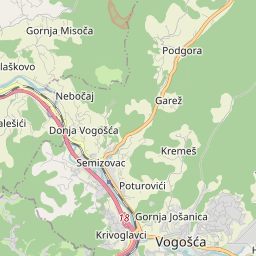 Gornja Misoča
Podgora
laškovo
Nebočaj
Garež
alešići
Donja Vogošća
Kremeš
Semizovac
Poturovići
18
Gornja Jošanica
Krivoglavci
Vogošća
H